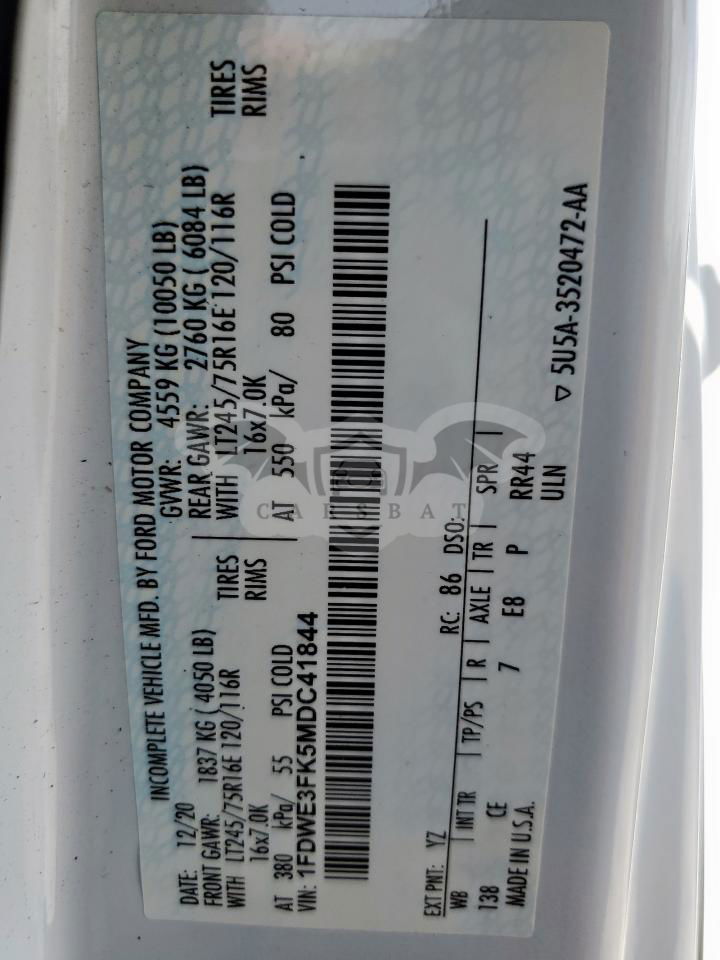 INCOMPLETE VEHICLE MFD. BY FORD MOTOR COMPANY
DATE: 12/20 GVWR: 4559 KG (10050 LB)
FRONT GAWR: 1837 KG ( 4050 LB) REAR GAWR: 2760 KG ( 6084 LB)
WITH LT245/75R16E 120/116R TIRES WITH LT245/75R16E 120/116R TIRES
16x7.0K RIMS 16x7.0K RIMS
AT 380 kPa/ 55 PSI COLD AT 550 kPa/ 80 PSI COLD
VIN: 1FDWE3FK5MDC41844
CARSBAT
EXT PNT: YZ RC: 86 DSO:
WB | INT TR | TP/PS | R | AXLE | TR | SPR |
138 CE 7 E8 P RR44
MADE IN U.S.A. ULN
▽ 5U5A-3520472-AA